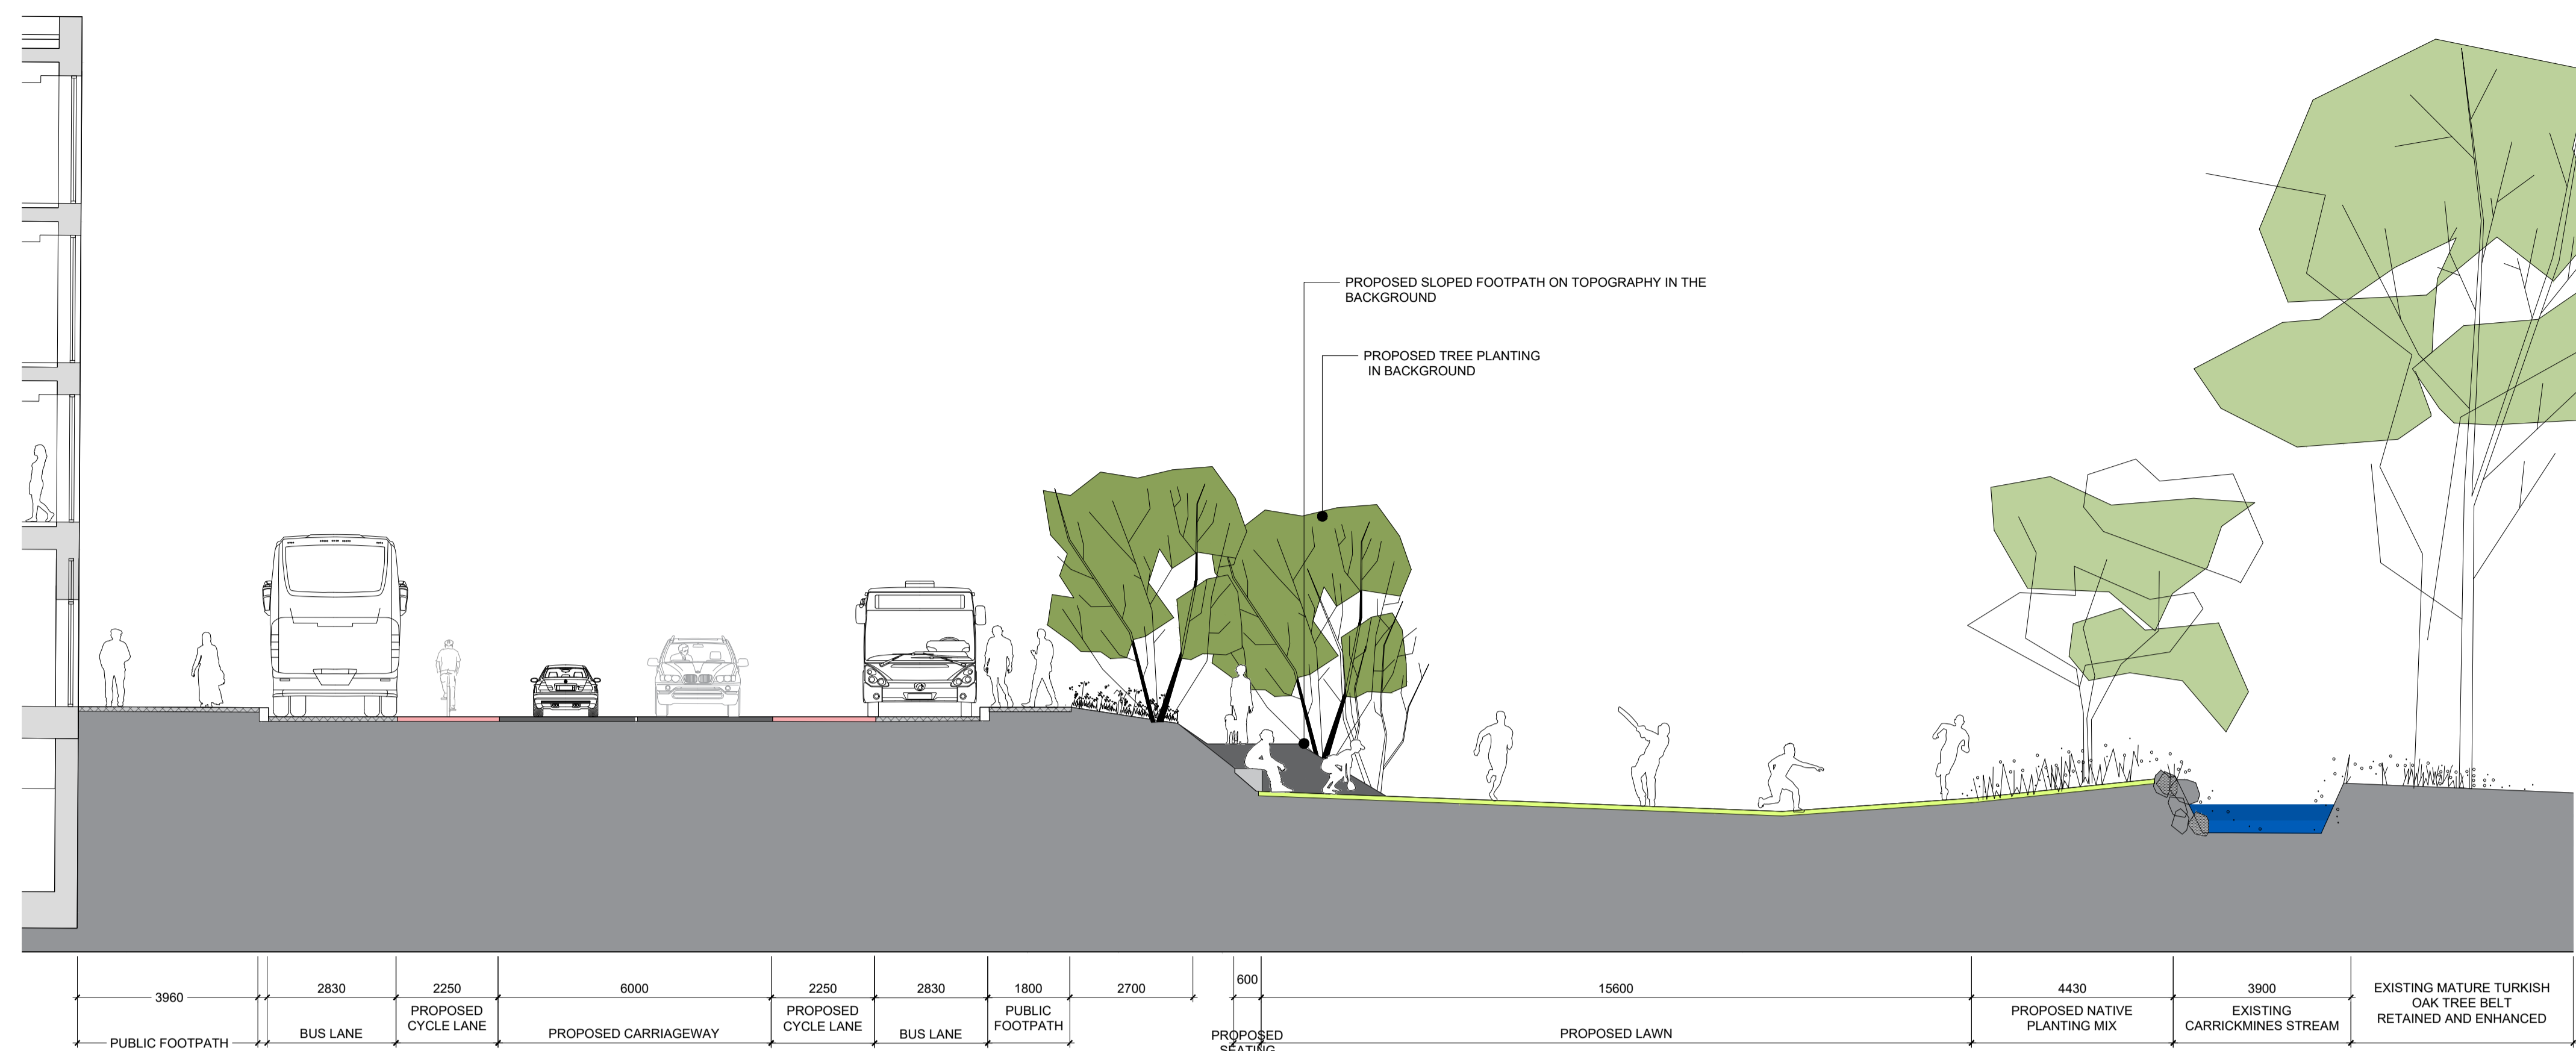 PROPOSED SLOPED FOOTPATH ON TOPOGRAPHY IN THE
BACKGROUND
PROPOSED TREE PLANTING
IN BACKGROUND
3960
2830
2250
6000
2250
2830
1800
2700
600
15600
4430
3900
PUBLIC FOOTPATH
BUS LANE
PROPOSED
CYCLE LANE
PROPOSED CARRIAGEWAY
PROPOSED
CYCLE LANE
BUS LANE
PUBLIC
FOOTPATH
PROPOSED
SEATING
PROPOSED LAWN
PROPOSED NATIVE
PLANTING MIX
EXISTING
CARRICKMINES STREAM
EXISTING MATURE TURKISH
OAK TREE BELT
RETAINED AND ENHANCED